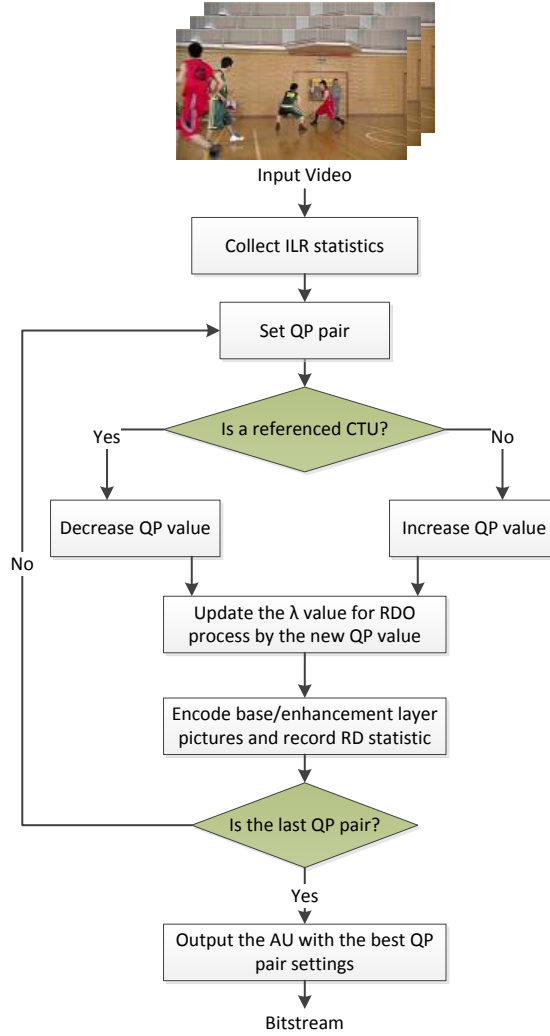 Input Video
Collect ILR statistics
Set QP pair
Is a referenced CTU?
Yes
No
Decrease QP value
Increase QP value
No
Update the λ value for RDO
process by the new QP value
Encode base/enhancement layer
pictures and record RD statistic
Is the last QP pair?
Yes
Output the AU with the best QP
pair settings
Bitstream